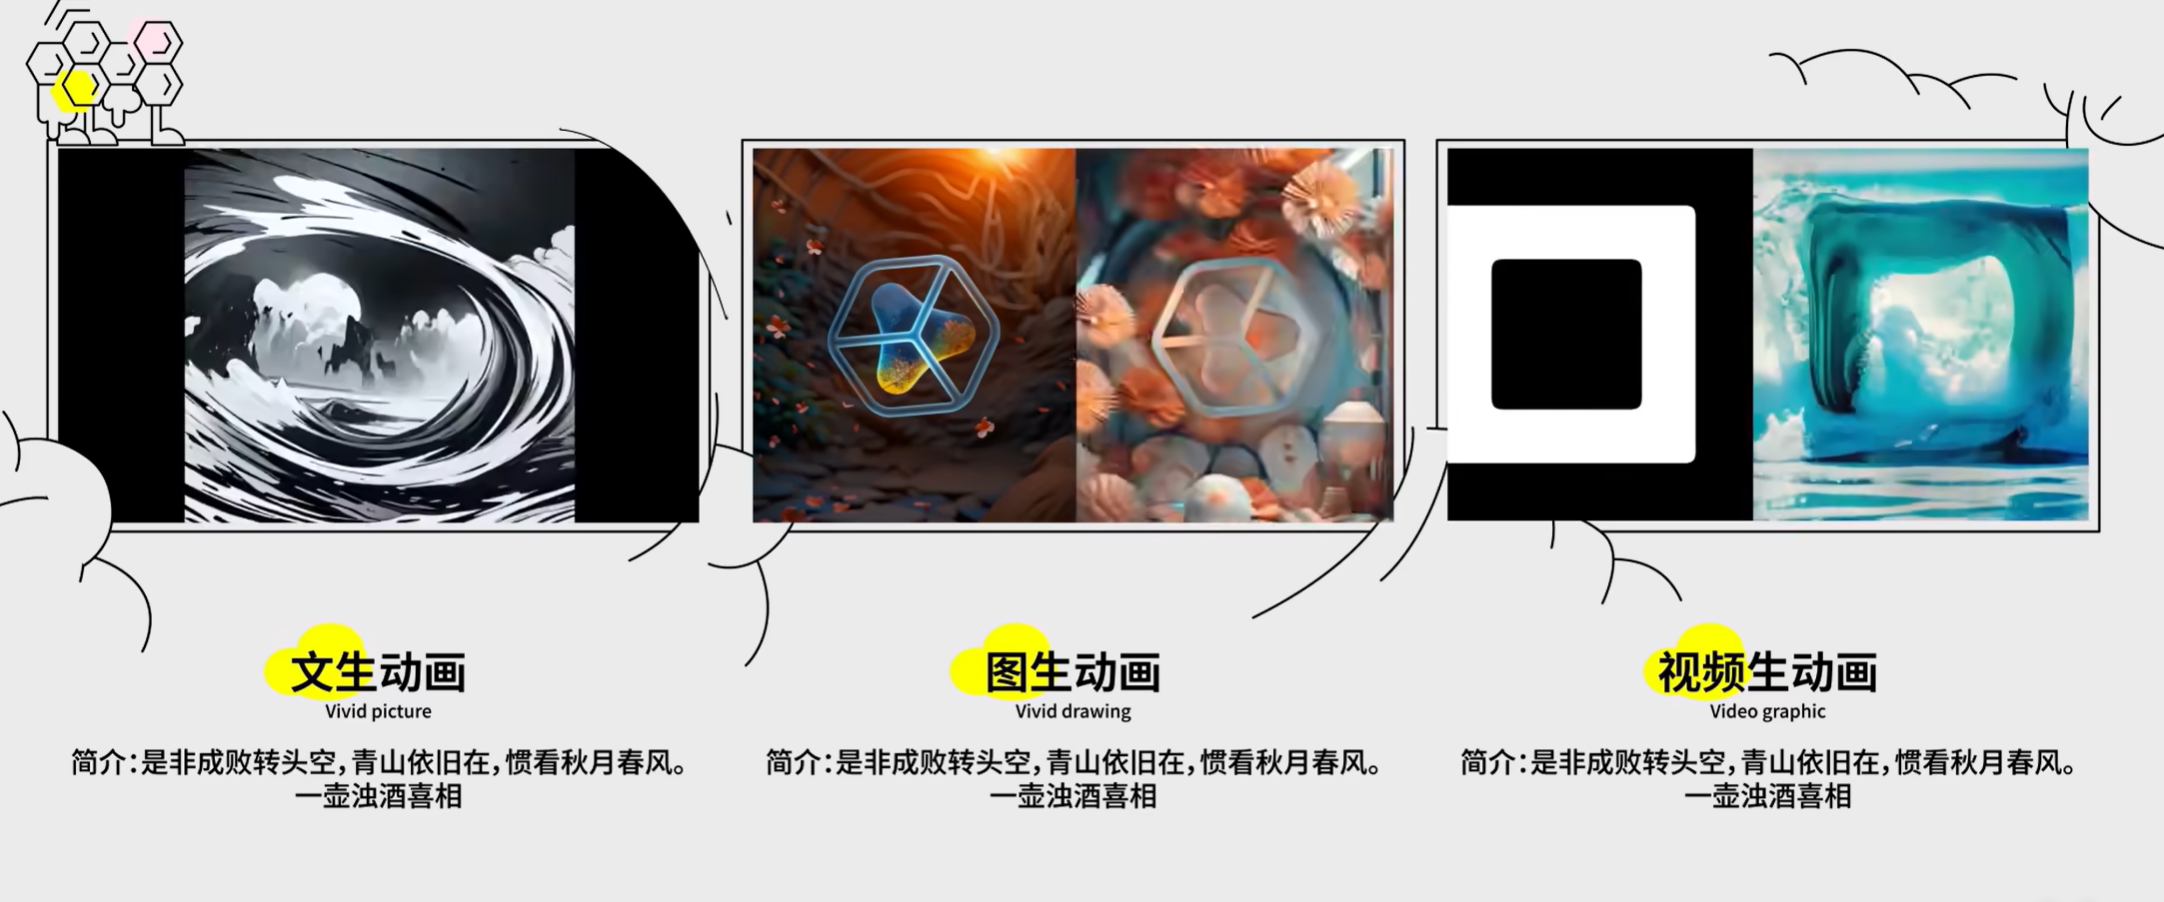 文生动画
Vivid picture
简介：是非成败转头空，青山依旧在，惯看秋月春风。
一壶浊酒喜相
图生动画
Vivid drawing
简介：是非成败转头空，青山依旧在，惯看秋月春风。
一壶浊酒喜相
视频生动画
Video graphic
简介：是非成败转头空，青山依旧在，惯看秋月春风。
一壶浊酒喜相